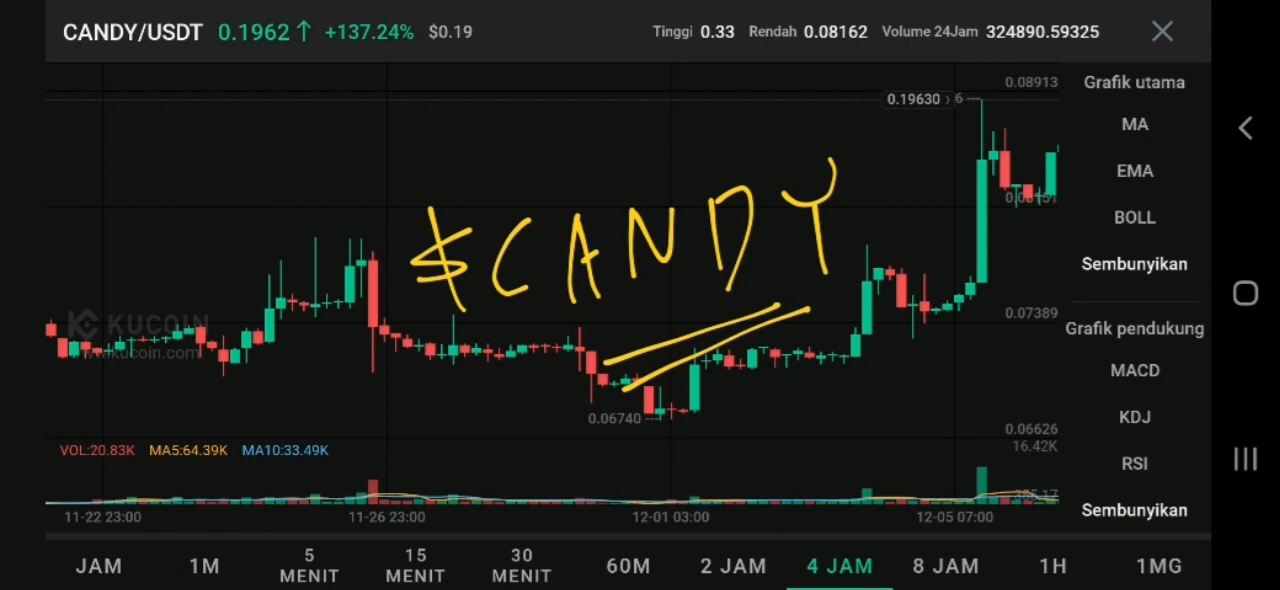 CANDY/USDT 0.1962↑ +137.24% $0.19 Tinggi 0.33 Rendah 0.08162 Volume 24Jam 324890.59325
0.08913 Grafik utama
0.19630 › 6
MA
EMA
$CANDY
BOLL
Sembunyikan
0.07389 Grafik pendukung
KUCOIN
MACD
0.06740
KDJ
0.06626
16.42K
VOL:20.83K MA5:64.39K MA10:33.49K
RSI
11-22 23:00 11-26 23:00 12-01 03:00 12-05 07:00
Sembunyikan
JAM 1M 5 MENIT 15 MENIT 30 MENIT 60M 2 JAM 4 JAM 8 JAM 1H 1MG